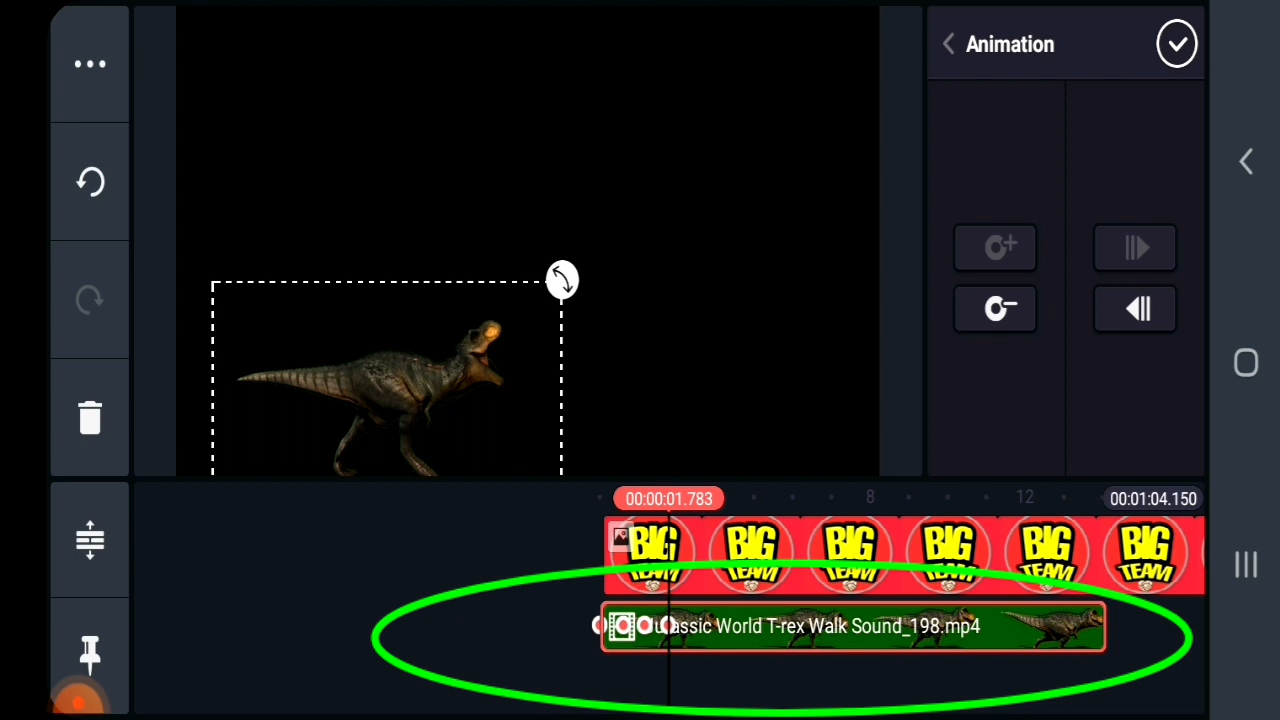 Animation
00:00:01.783
8
12
00:01:04.150
BIG TEAM
BIG TEAM
BIG TEAM
BIG TEAM
BIG TEAM
BIG TEAM
Jurassic World T-rex Walk Sound_198.mp4